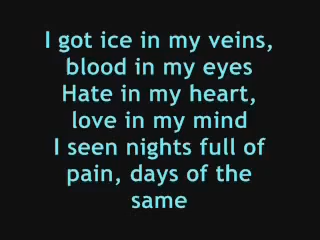 I got ice in my veins,
blood in my eyes
Hate in my heart,
love in my mind
I seen nights full of
pain, days of the
same